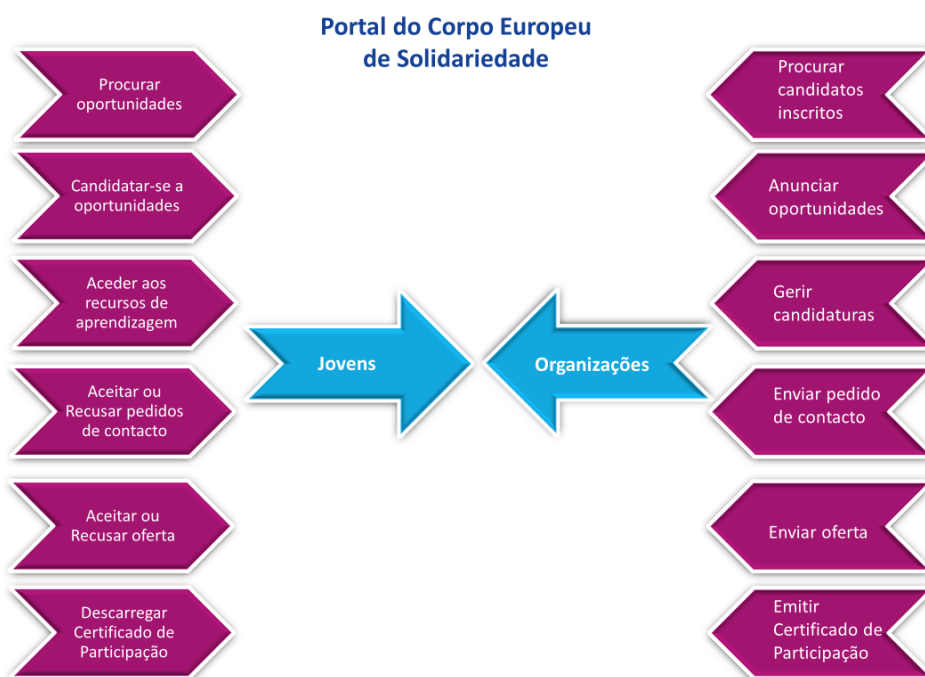 Portal do Corpo Europeu
de Solidariedade
Procurar
oportunidades
Candidatar-se a
oportunidades
Aceder aos
recursos de
aprendizagem
Aceitar ou
Recusar pedidos
de contacto
Aceitar ou
Recusar oferta
Descarregar
Certificado de
Participação
Jovens
Organizações
Procurar
candidatos
inscritos
Anunciar
oportunidades
Gerir
candidaturas
Enviar pedido
de contacto
Enviar oferta
Emitir
Certificado de
Participação